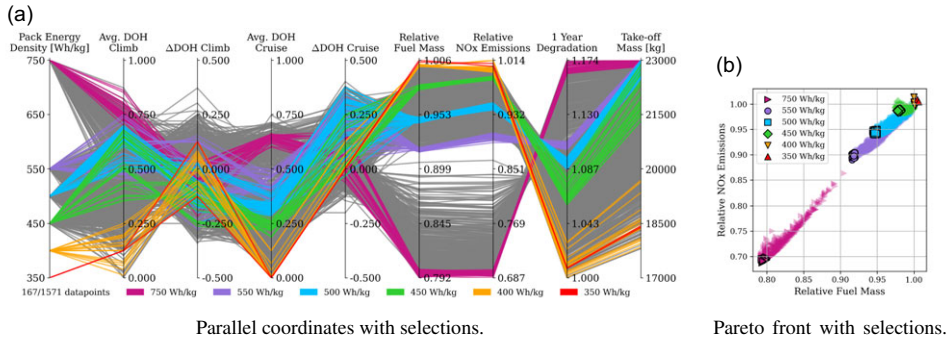 (a)
Pack Energy
Density [Wh/kg]
Avg. DOH
Climb
ΔDOH Climb
Avg. DOH
Cruise
ΔDOH Cruise
Relative
Fuel Mass
Relative
NOx Emissions
1 Year
Degradation
Take-off
Mass [kg]
750 1.000 0.500 1.000 0.500 1.006 1.014 1.174 23000
650 0.750 0.250 0.750 0.250 0.953 0.932 1.130 21500
550 0.500 0.000 0.500 0.000 0.899 0.851 1.087 20000
450 0.250 -0.250 0.250 -0.250 0.845 0.769 1.043 18500
350 0.000 -0.500 0.000 -0.500 0.792 0.687 1.000 17000
167/1571 datapoints 750 Wh/kg 550 Wh/kg 500 Wh/kg 450 Wh/kg 400 Wh/kg 350 Wh/kg
Parallel coordinates with selections.
(b)
Relative NOx Emissions
1.00
0.95
0.90
0.85
0.80
0.75
0.70
750 Wh/kg
550 Wh/kg
500 Wh/kg
450 Wh/kg
400 Wh/kg
350 Wh/kg
0.80 0.85 0.90 0.95 1.00
Relative Fuel Mass
Pareto front with selections.